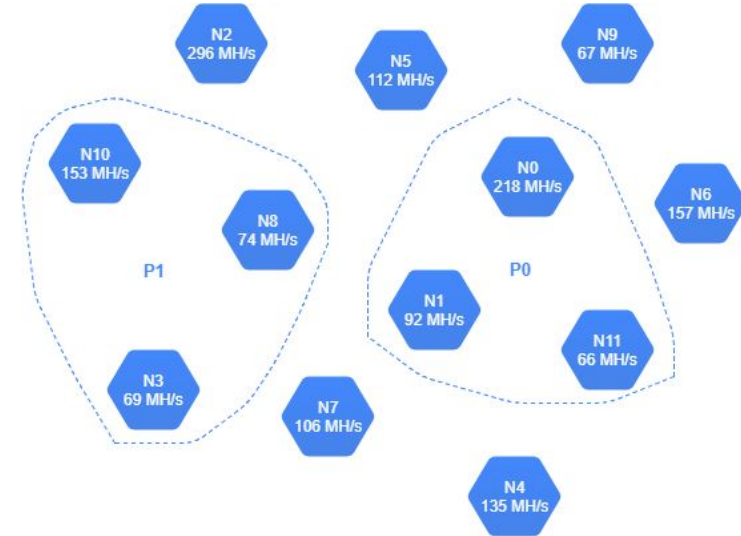 N2
296 MH/s
N9
67 MH/s
N5
112 MH/s
N10
153 MH/s
N0
218 MH/s
N6
157 MH/s
N8
74 MH/s
P1
P0
N1
92 MH/s
N11
66 MH/s
N3
69 MH/s
N7
106 MH/s
N4
135 MH/s